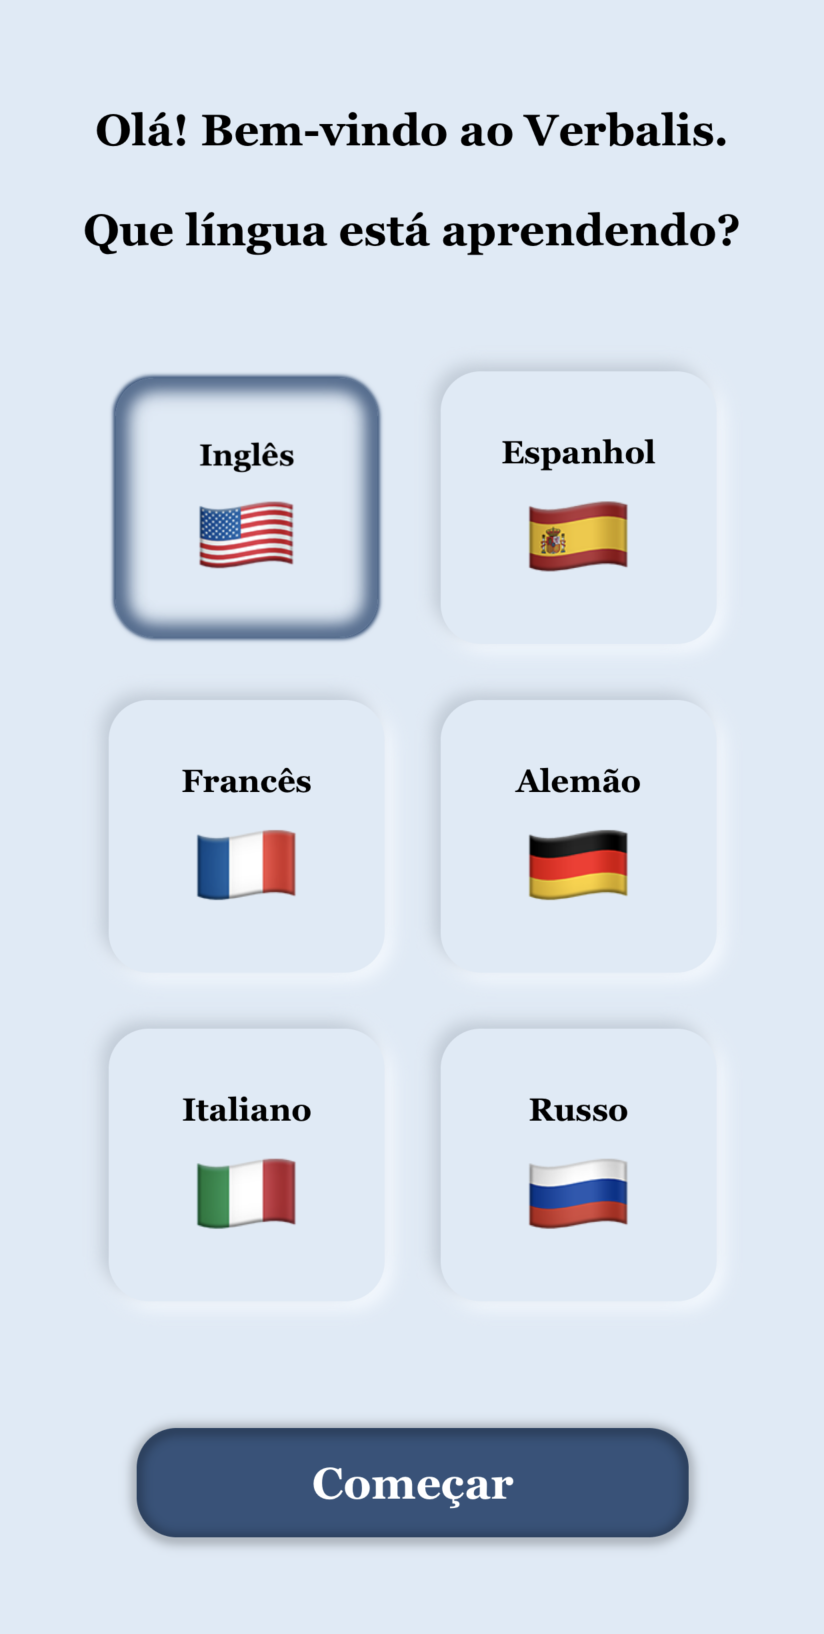 Olá! Bem-vindo ao Verbalis.
Que língua está aprendendo?
Inglês
Espanhol
Francês
Alemão
Italiano
Russo
Começar